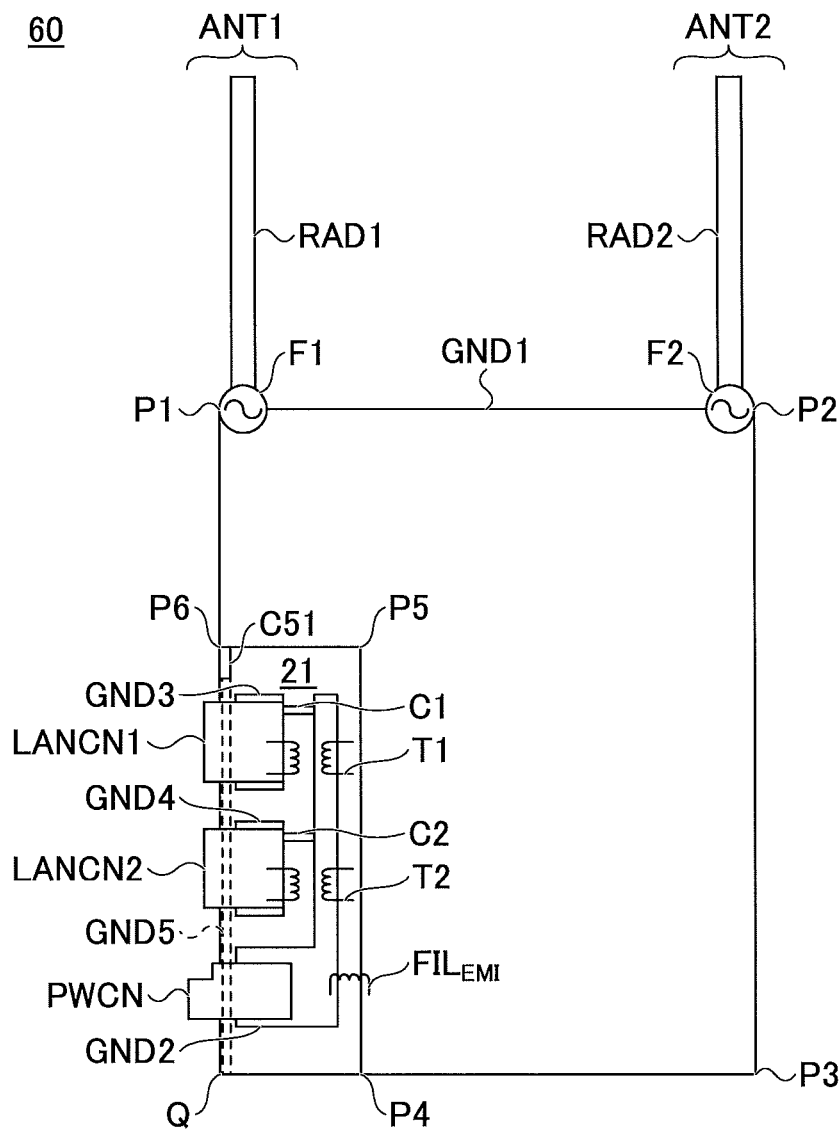 60
ANT1
ANT2
RAD1
RAD2
F1
GND1
F2
P1
P2
P6
C51
P5
21
GND3
C1
LANCN1
T1
GND4
C2
LANCN2
T2
GND5
FILEMI
PWCN
GND2
P3
Q
P4